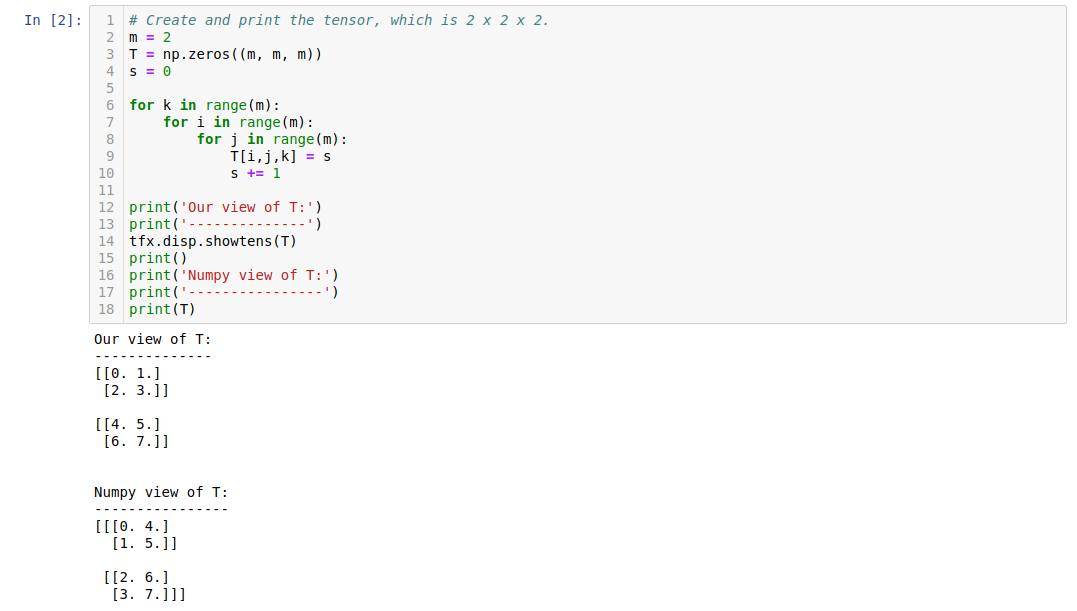 In [2]:
1 # Create and print the tensor, which is 2 x 2 x 2.
2 m = 2
3 T = np.zeros((m, m, m))
4 s = 0
5
6 for k in range(m):
7     for i in range(m):
8         for j in range(m):
9             T[i,j,k] = s
10             s += 1
11
12 print('Our view of T:')
13 print('--------------')
14 tfx.disp.showtens(T)
15 print()
16 print('Numpy view of T:')
17 print('----------------')
18 print(T)
Our view of T:
--------------
[[0. 1.]
 [2. 3.]]

[[4. 5.]
 [6. 7.]]


Numpy view of T:
----------------
[[[0. 4.]
  [1. 5.]]

 [[2. 6.]
  [3. 7.]]]